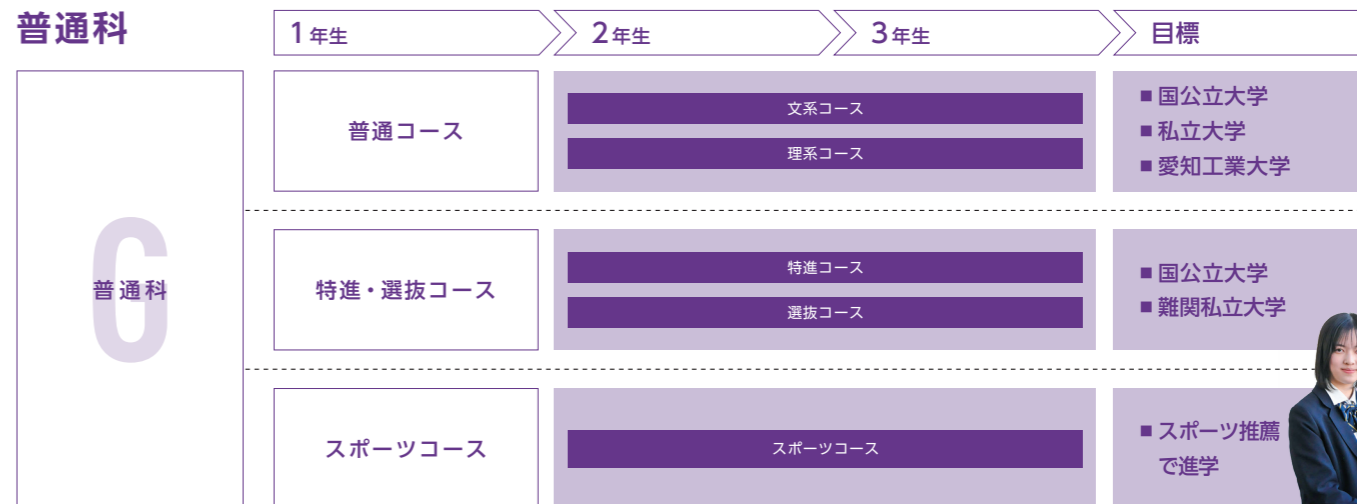 普通科
1年生
2年生
3年生
目標
G
普通科
普通コース
文系コース
理系コース
■国公立大学
■私立大学
■愛知工業大学
特進・選抜コース
特進コース
選抜コース
■国公立大学
■難関私立大学
スポーツコース
スポーツコース
■スポーツ推薦
で進学